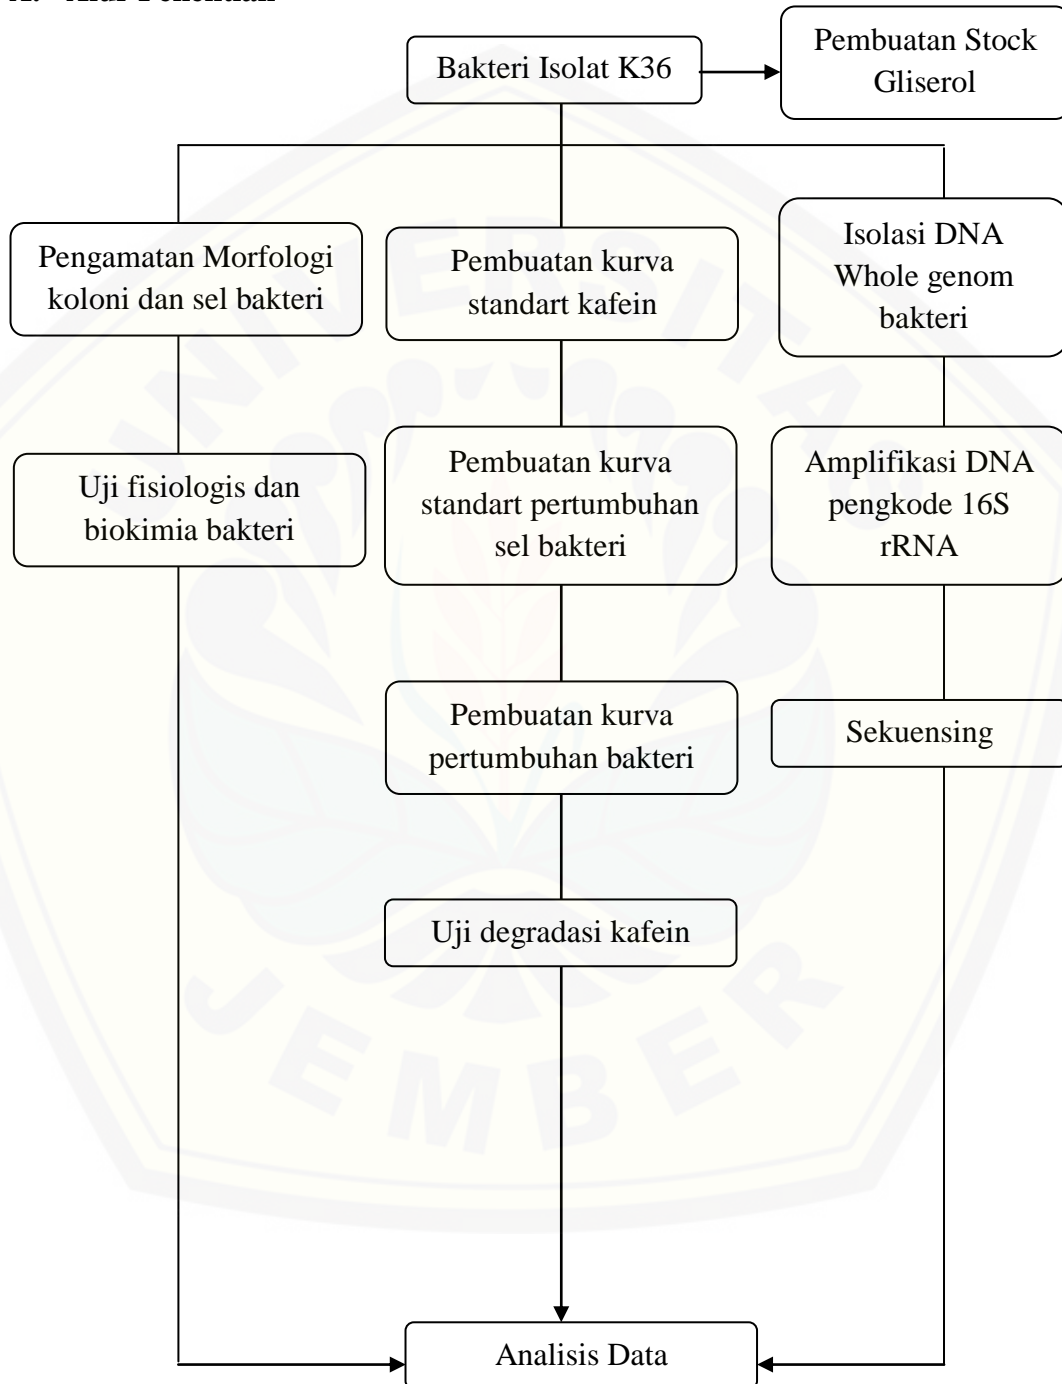 Bakteri Isolat K36
Pembuatan Stock
Gliserol
Pengamatan Morfologi
koloni dan sel bakteri
Uji fisiologis dan
biokimia bakteri
Pembuatan kurva
standart kafein
Pembuatan kurva
standart pertumbuhan
sel bakteri
Pembuatan kurva
pertumbuhan bakteri
Uji degradasi kafein
Isolasi DNA
Whole genom
bakteri
Amplifikasi DNA
pengkode 16S
rRNA
Sekuensing
Analisis Data
UNIVERSITAS
JEMBER